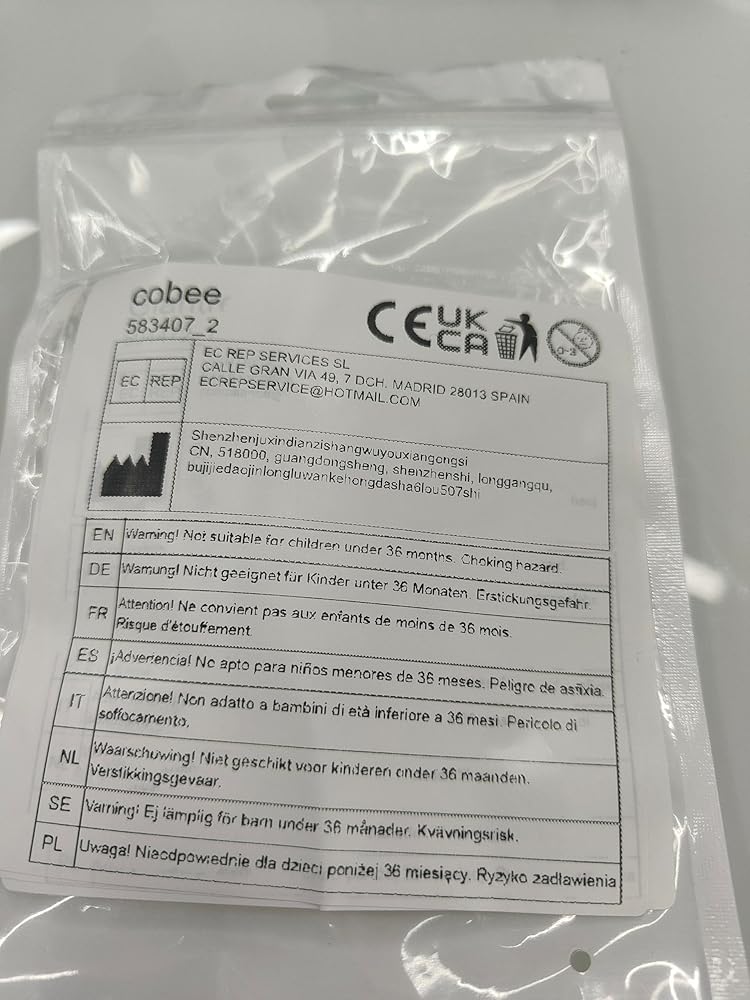 cobee
583407_2
CE UK CA
0-3
EC REP
EC REP SERVICES SL
CALLE GRAN VIA 49, 7 DCH. MADRID 28013 SPAIN
ECREPSERVICE@HOTMAIL.COM
Shenzhenjuxindianzishangwuyouxiangongsi
CN, 518000, guangdongsheng, shenzhenshi, longgangqu,
bujijiedaojinlongluwankehongdasha6lou507shi
EN Warning! Not suitable for children under 36 months. Choking hazard.
DE Warnung! Nicht geeignet für Kinder unter 36 Monaten. Erstickungsgefahr.
FR Attention! Ne convient pas aux enfants de moins de 36 mois.
Risque d'étouffement.
ES ¡Advertencia! No apto para niños menores de 36 meses. Peligro de asfixia.
IT Attenzione! Non adatto a bambini di età inferiore a 36 mesi. Pericolo di
soffocamento.
NL Waarschuwing! Niet geschikt voor kinderen onder 36 maanden.
Verstikkingsgevaar.
SE Varning! Ej lämplig för barn under 36 månader. Kvävningsrisk.
PL Uwaga! Nieodpowiednie dla dzieci poniżej 36 miesięcy. Ryzyko zadławienia